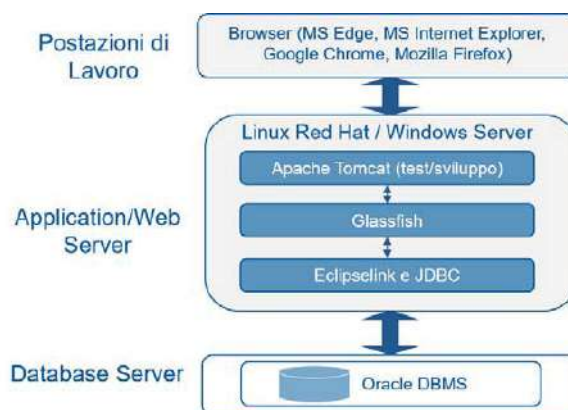 Postazioni di
Lavoro
Browser (MS Edge, MS Internet Explorer,
Google Chrome, Mozilla Firefox)
Application/Web
Server
Linux Red Hat / Windows Server
Apache Tomcat (test/sviluppo)
Glassfish
Eclipselink e JDBC
Database Server
Oracle DBMS